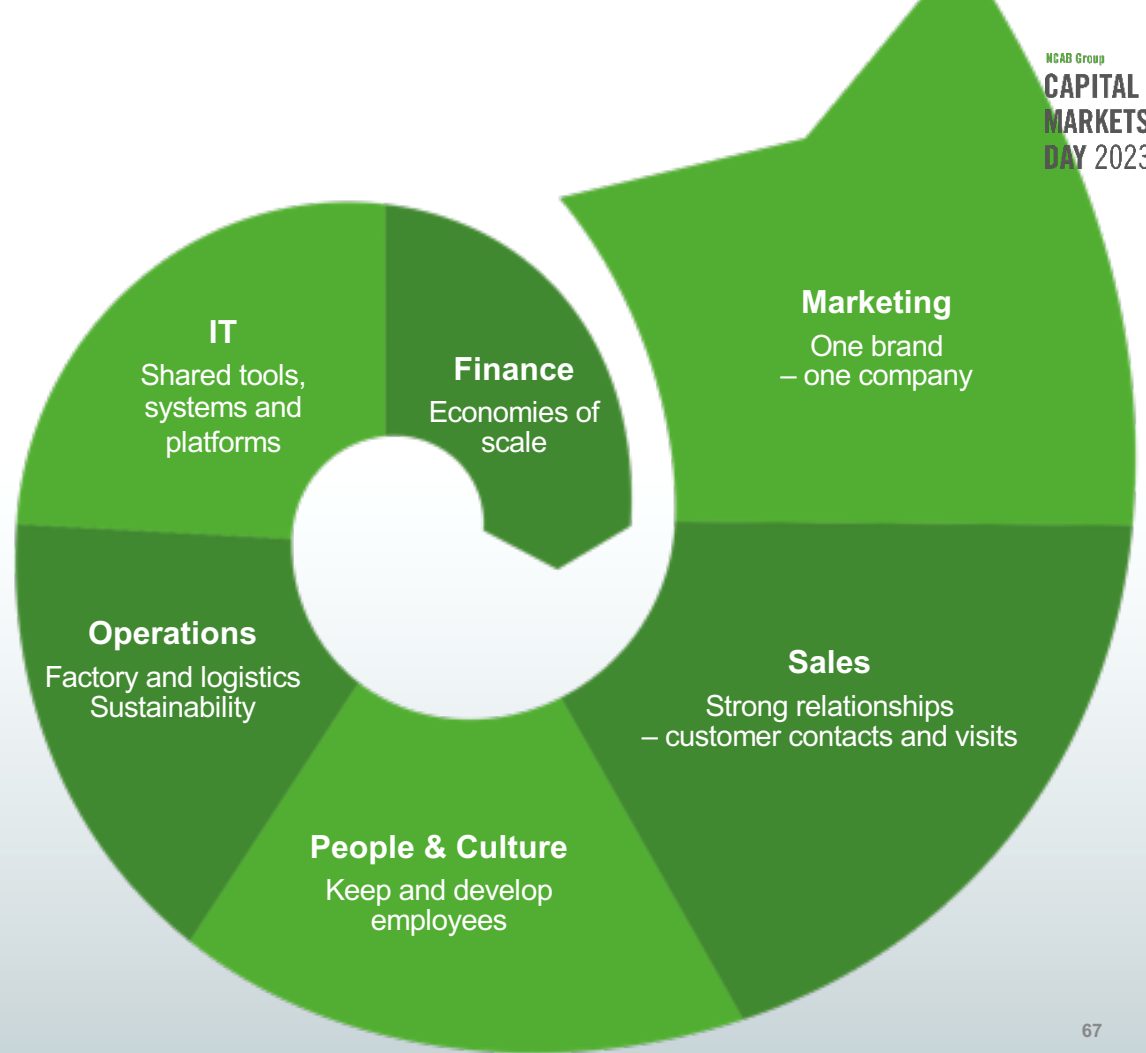 NCAB Group
CAPITAL
MARKETS
DAY 2023
Marketing
One brand
– one company
IT
Shared tools,
systems and
platforms
Finance
Economies of
scale
Operations
Factory and logistics
Sustainability
Sales
Strong relationships
– customer contacts and visits
People & Culture
Keep and develop
employees
67